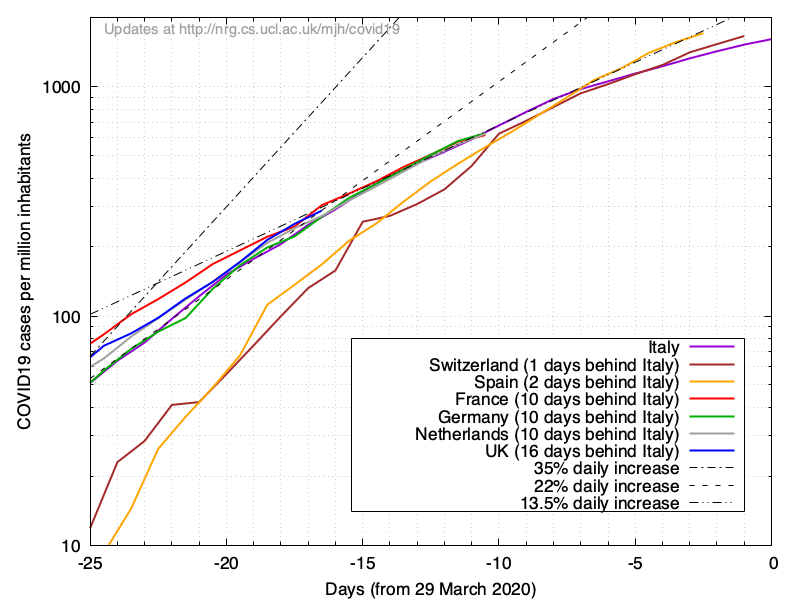 Updates at http://nrg.cs.ucl.ac.uk/mjh/covid19
1000
100
10
COVID19 cases per million inhabitants
Italy
Switzerland (1 days behind Italy)
Spain (2 days behind Italy)
France (10 days behind Italy)
Germany (10 days behind Italy)
Netherlands (10 days behind Italy)
UK (16 days behind Italy)
35% daily increase
22% daily increase
13.5% daily increase
-25 -20 -15 -10 -5 0
Days (from 29 March 2020)